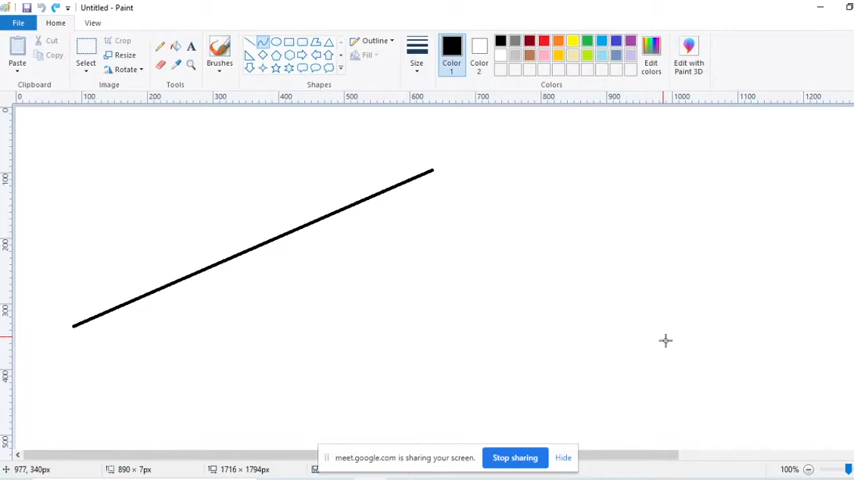 Untitled - Paint
File Home View
Paste
Cut
Copy
Clipboard
Select
Crop
Resize
Rotate
Image
A
Tools
Brushes
Outline
Fill
Shapes
Size
Color 1
Color 2
Edit colors
Edit with Paint 3D
Colors
0 100 200 300 400 500 600 700 800 900 1000 1100 1200
0
100
200
300
400
500
meet.google.com is sharing your screen. Stop sharing Hide
977, 340px 890 × 7px 1716 × 1794px 100%